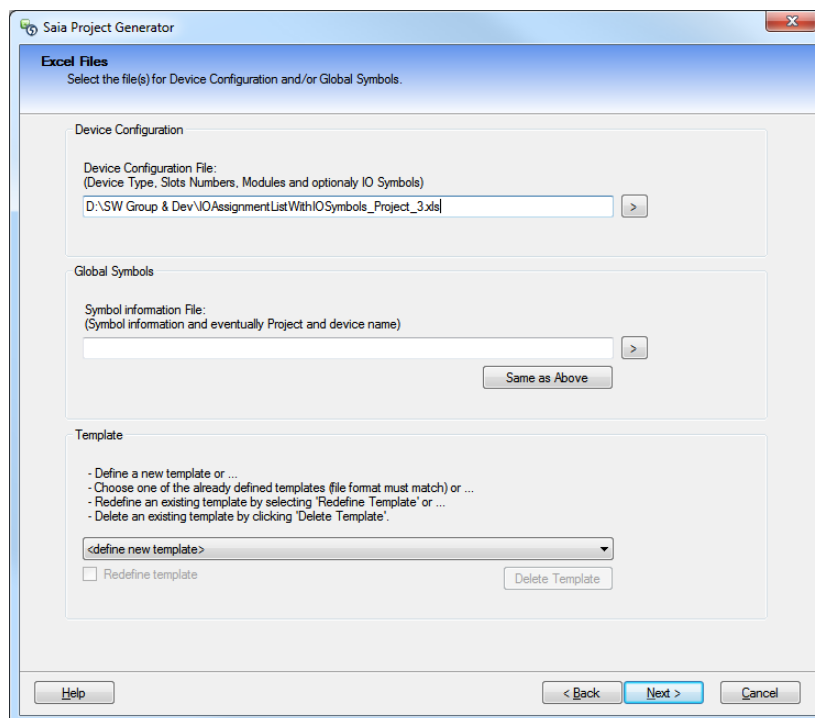 Saia Project Generator
Excel Files
Select the file(s) for Device Configuration and/or Global Symbols.
Device Configuration
Device Configuration File:
(Device Type, Slots Numbers, Modules and optionaly IO Symbols)
D:\SW Group & Dev\IOAssignmentListWithIOSymbols_Project_3.xls
>
Global Symbols
Symbol information File:
(Symbol information and eventually Project and device name)
>
Same as Above
Template
- Define a new template or ...
- Choose one of the already defined templates (file format must match) or ...
- Redefine an existing template by selecting 'Redefine Template' or ...
- Delete an existing template by clicking 'Delete Template'.
<define new template>
Redefine template
Delete Template
Help
< Back
Next >
Cancel